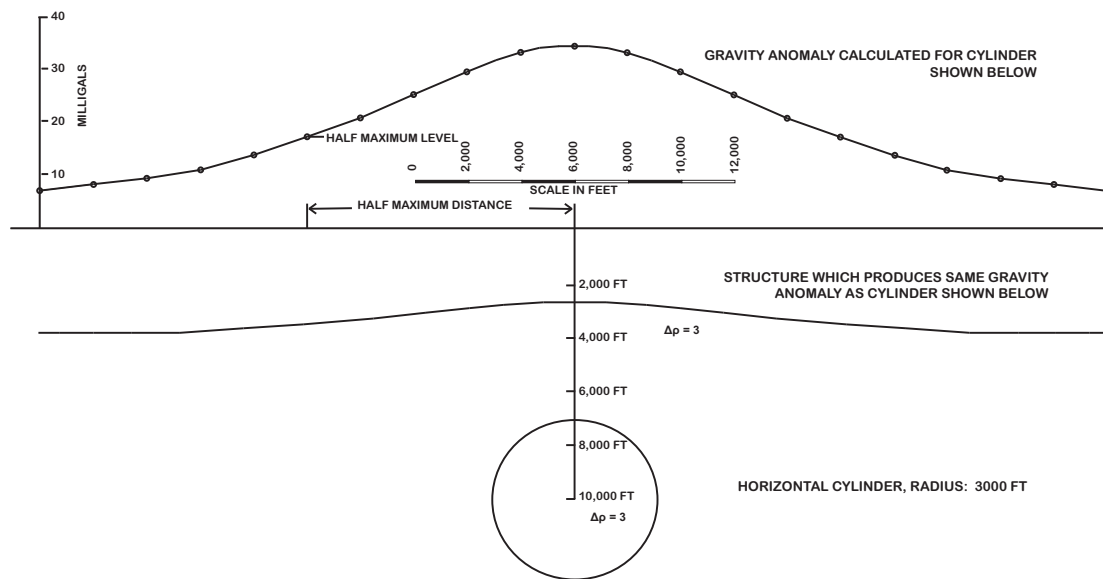 40
30
20
10
MILLIGALS
GRAVITY ANOMALY CALCULATED FOR CYLINDER
SHOWN BELOW
HALF MAXIMUM LEVEL
0
2,000
4,000
6,000
8,000
10,000
12,000
SCALE IN FEET
HALF MAXIMUM DISTANCE
STRUCTURE WHICH PRODUCES SAME GRAVITY
ANOMALY AS CYLINDER SHOWN BELOW
2,000 FT
Δρ = 3
4,000 FT
6,000 FT
8,000 FT
HORIZONTAL CYLINDER, RADIUS: 3000 FT
10,000 FT
Δρ = 3